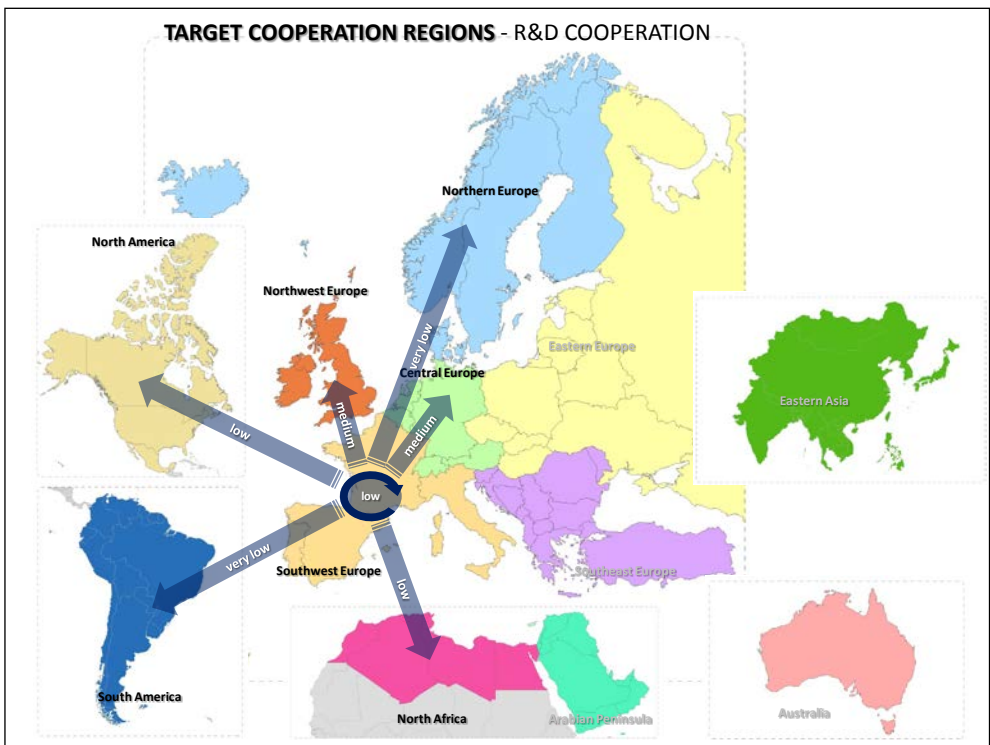 TARGET COOPERATION REGIONS - R&D COOPERATION
Northern Europe
North America
Northwest Europe
very low
Eastern Europe
Central Europe
Eastern Asia
medium
medium
low
low
very low
Southwest Europe
low
Southeast Europe
South America
North Africa
Arabian Peninsula
Australia